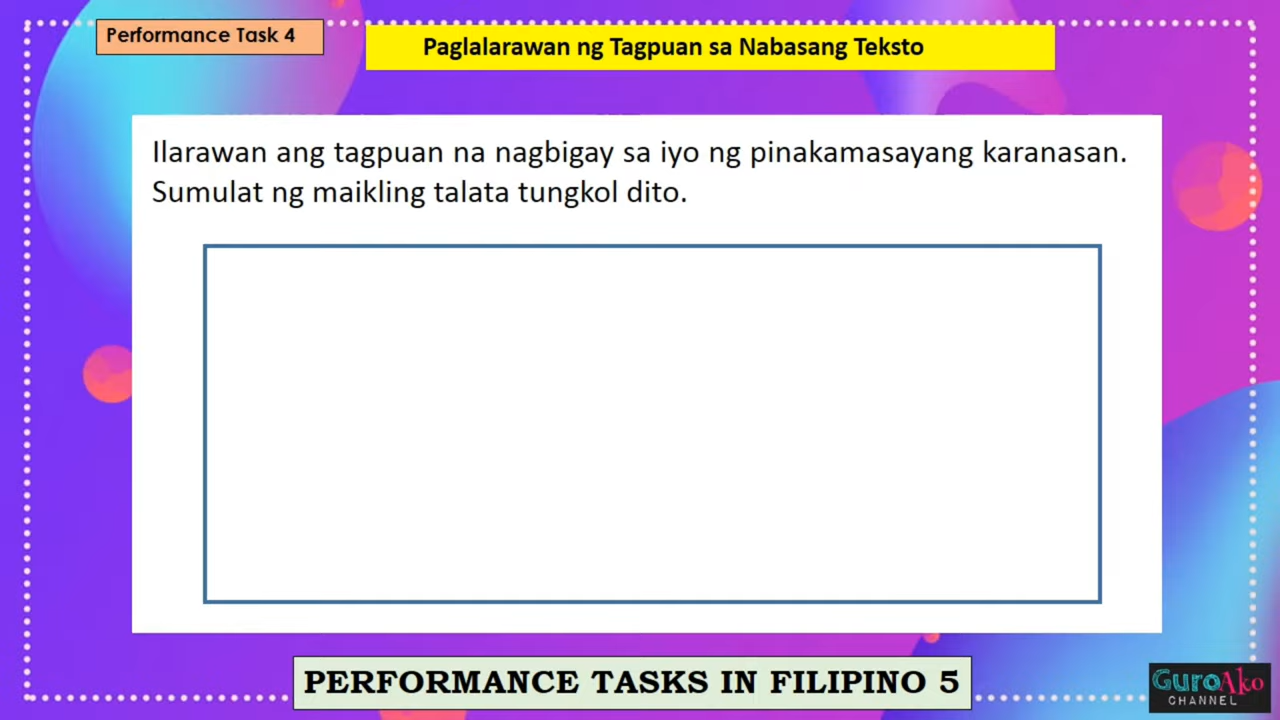 Performance Task 4
Paglalarawan ng Tagpuan sa Nabasang Teksto
Ilarawan ang tagpuan na nagbigay sa iyo ng pinakamasayang karanasan.
Sumulat ng maikling talata tungkol dito.
PERFORMANCE TASKS IN FILIPINO 5
GuroAko
CHANNEL